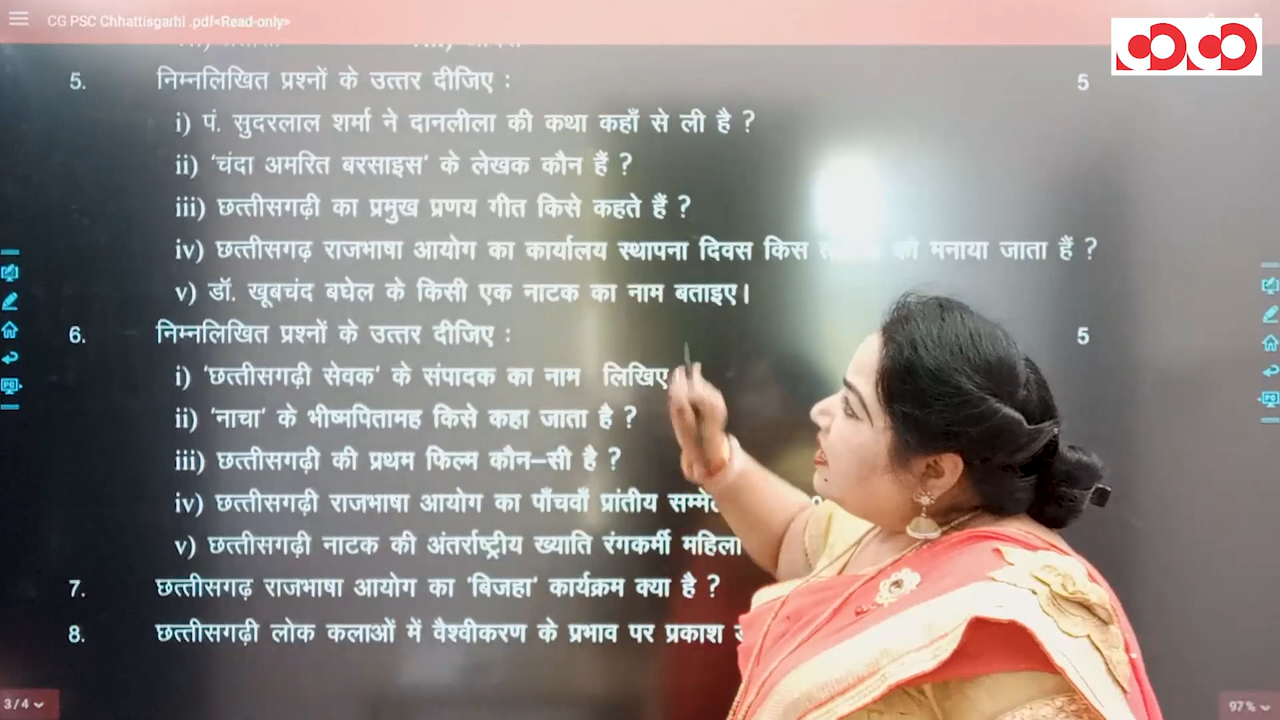 CG PSC Chhattisgarhi .pdf<Read-only>
5. निम्नलिखित प्रश्नों के उत्तर दीजिए : 5
i) पं. सुदरलाल शर्मा ने दानलीला की कथा कहाँ से ली है ?
ii) ‘चंदा अमरित बरसाइस’ के लेखक कौन हैं ?
iii) छत्तीसगढ़ी का प्रमुख प्रणय गीत किसे कहते हैं ?
iv) छत्तीसगढ़ राजभाषा आयोग का कार्यालय स्थापना दिवस किस को मनाया जाता हैं ?
v) डॉ. खूबचंद बघेल के किसी एक नाटक का नाम बताइए।
6. निम्नलिखित प्रश्नों के उत्तर दीजिए : 5
i) ‘छत्तीसगढ़ी सेवक’ के संपादक का नाम लिखिए
ii) ‘नाचा’ के भीष्मपितामह किसे कहा जाता है ?
iii) छत्तीसगढ़ी की प्रथम फिल्म कौन–सी है ?
iv) छत्तीसगढ़ी राजभाषा आयोग का पाँचवाँ प्रांतीय
v) छत्तीसगढ़ी नाटक की अंतर्राष्ट्रीय ख्याति रंगकर्मी महिला
7. छत्तीसगढ़ राजभाषा आयोग का ‘बिजहा’ कार्यक्रम क्या है ?
8. छत्तीसगढ़ी लोक कलाओं में वैश्वीकरण के प्रभाव पर प्रकाश
3 / 4
97 %